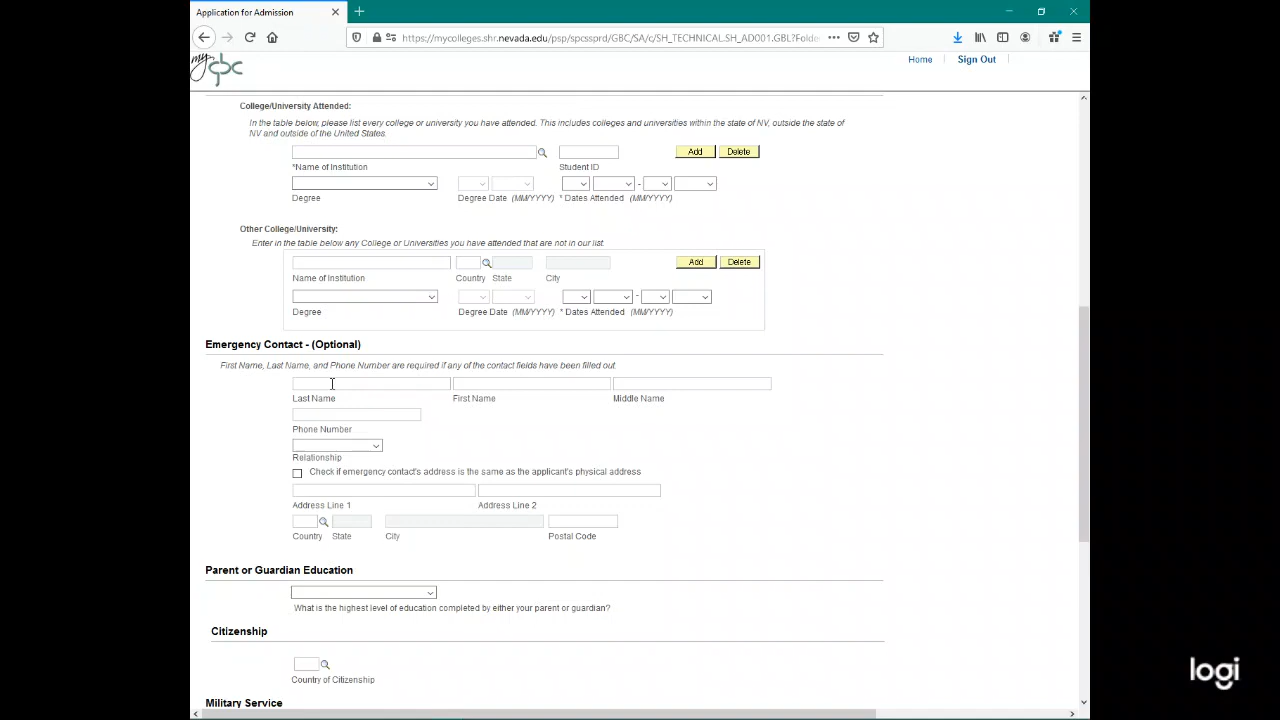 Application for Admission
https://mycolleges.shr.nevada.edu/psp/spcssprd/GBC/SA/c/SH_TECHNICAL.SH_AD001.GBL?Folde
my gbc
Home
Sign Out
College/University Attended:
In the table below, please list every college or university you have attended. This includes colleges and universities within the state of NV, outside the state of
NV and outside of the United States.
Add Delete
*Name of Institution Student ID
-
Degree Degree Date (MM/YYYY) * Dates Attended (MM/YYYY)
Other College/University:
Enter in the table below any College or Universities you have attended that are not in our list.
Add Delete
Name of Institution Country State City
-
Degree Degree Date (MM/YYYY) * Dates Attended (MM/YYYY)
Emergency Contact - (Optional)
First Name, Last Name, and Phone Number are required if any of the contact fields have been filled out.
Last Name First Name Middle Name
Phone Number
Relationship
Check if emergency contact's address is the same as the applicant's physical address
Address Line 1 Address Line 2
Country State City Postal Code
Parent or Guardian Education
What is the highest level of education completed by either your parent or guardian?
Citizenship
Country of Citizenship
Military Service
logi